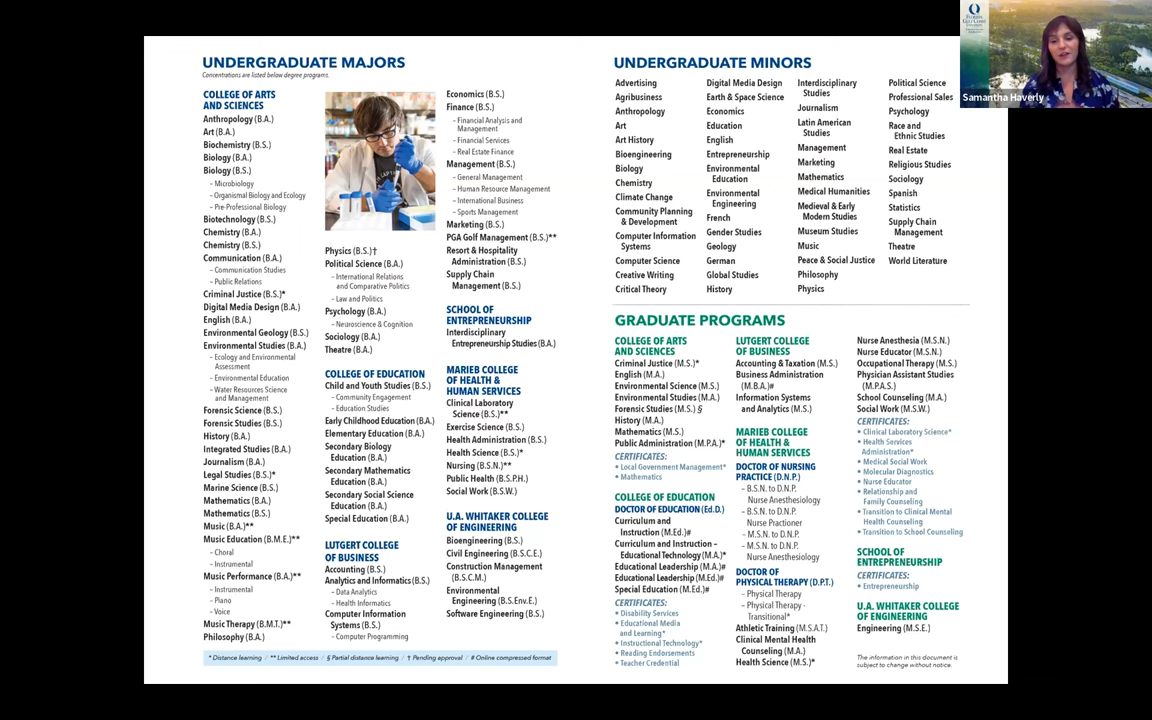 UNDERGRADUATE MAJORS
Concentrations are listed below degree programs.
COLLEGE OF ARTS
AND SCIENCES
Anthropology (B.A.)
Art (B.A.)
Biochemistry (B.S.)
Biology (B.A.)
Biology (B.S.)
– Microbiology
– Organismal Biology and Ecology
– Pre-Professional Biology
Biotechnology (B.S.)
Chemistry (B.A.)
Chemistry (B.S.)
Communication (B.A.)
– Communication Studies
– Public Relations
Criminal Justice (B.S.)*
Digital Media Design (B.A.)
English (B.A.)
Environmental Geology (B.S.)
Environmental Studies (B.A.)
– Ecology and Environmental
Assessment
– Environmental Education
– Water Resources Science
and Management
Forensic Science (B.S.)
Forensic Studies (B.S.)
History (B.A.)
Integrated Studies (B.A.)
Journalism (B.A.)
Legal Studies (B.S.)*
Marine Science (B.S.)
Mathematics (B.A.)
Mathematics (B.S.)
Music (B.A.)**
Music Education (B.M.E.)**
– Choral
– Instrumental
Music Performance (B.A.)**
– Instrumental
– Piano
– Voice
Music Therapy (B.M.T.)**
Philosophy (B.A.)
Physics (B.S.)†
Political Science (B.A.)
– International Relations
and Comparative Politics
– Law and Politics
Psychology (B.A.)
– Neuroscience & Cognition
Sociology (B.A.)
Theatre (B.A.)
COLLEGE OF EDUCATION
Child and Youth Studies (B.S.)
– Community Engagement
– Education Studies
Early Childhood Education (B.A.)
Elementary Education (B.A.)
Secondary Biology
Education (B.A.)
Secondary Mathematics
Education (B.A.)
Secondary Social Science
Education (B.A.)
Special Education (B.A.)
LUTGERT COLLEGE
OF BUSINESS
Accounting (B.S.)
Analytics and Informatics (B.S.)
– Data Analytics
– Health Informatics
Computer Information
Systems (B.S.)
– Computer Programming
Economics (B.S.)
Finance (B.S.)
– Financial Analysis and
Management
– Financial Services
– Real Estate Finance
Management (B.S.)
– General Management
– Human Resource Management
– International Business
– Sports Management
Marketing (B.S.)
PGA Golf Management (B.S.)**
Resort & Hospitality
Administration (B.S.)
Supply Chain
Management (B.S.)
SCHOOL OF
ENTREPRENEURSHIP
Interdisciplinary
Entrepreneurship Studies (B.A.)
MARIEB COLLEGE
OF HEALTH &
HUMAN SERVICES
Clinical Laboratory
Science (B.S.)**
Exercise Science (B.S.)
Health Administration (B.S.)
Health Science (B.S.)*
Nursing (B.S.N.)**
Public Health (B.S.P.H.)
Social Work (B.S.W.)
U.A. WHITAKER COLLEGE
OF ENGINEERING
Bioengineering (B.S.)
Civil Engineering (B.S.C.E.)
Construction Management
(B.S.C.M.)
Environmental
Engineering (B.S.Env.E.)
Software Engineering (B.S.)
* Distance learning / ** Limited access / § Partial distance learning / † Pending approval / # Online compressed format
UNDERGRADUATE MINORS
Advertising
Agribusiness
Anthropology
Art
Art History
Bioengineering
Biology
Chemistry
Climate Change
Community Planning
& Development
Computer Information
Systems
Computer Science
Creative Writing
Critical Theory
Digital Media Design
Earth & Space Science
Economics
Education
English
Entrepreneurship
Environmental
Education
Environmental
Engineering
French
Gender Studies
Geology
German
Global Studies
History
Interdisciplinary
Studies
Journalism
Latin American
Studies
Management
Marketing
Mathematics
Medical Humanities
Medieval & Early
Modern Studies
Museum Studies
Music
Peace & Social Justice
Philosophy
Physics
Political Science
Professional Sales
Psychology
Race and
Ethnic Studies
Real Estate
Religious Studies
Sociology
Spanish
Statistics
Supply Chain
Management
Theatre
World Literature
GRADUATE PROGRAMS
COLLEGE OF ARTS
AND SCIENCES
Criminal Justice (M.S.)*
English (M.A.)
Environmental Science (M.S.)
Environmental Studies (M.A.)
Forensic Studies (M.S.) §
History (M.A.)
Mathematics (M.S.)
Public Administration (M.P.A.)*
CERTIFICATES:
• Local Government Management*
• Mathematics
COLLEGE OF EDUCATION
DOCTOR OF EDUCATION (Ed.D.)
Curriculum and
Instruction (M.Ed.)#
Curriculum and Instruction –
Educational Technology (M.A.)*
Educational Leadership (M.A.)#
Educational Leadership (M.Ed.)#
Special Education (M.Ed.)#
CERTIFICATES:
• Disability Services
• Educational Media
and Learning*
• Instructional Technology*
• Reading Endorsements
• Teacher Credential
LUTGERT COLLEGE
OF BUSINESS
Accounting & Taxation (M.S.)
Business Administration
(M.B.A.)#
Information Systems
and Analytics (M.S.)
MARIEB COLLEGE
OF HEALTH &
HUMAN SERVICES
DOCTOR OF NURSING
PRACTICE (D.N.P.)
– B.S.N. to D.N.P.
Nurse Anesthesiology
– B.S.N. to D.N.P.
Nurse Practioner
– M.S.N. to D.N.P.
– M.S.N. to D.N.P.
Nurse Anesthesiology
DOCTOR OF
PHYSICAL THERAPY (D.P.T.)
– Physical Therapy
– Physical Therapy -
Transitional*
Athletic Training (M.S.A.T.)
Clinical Mental Health
Counseling (M.A.)
Health Science (M.S.)*
Nurse Anesthesia (M.S.N.)
Nurse Educator (M.S.N.)
Occupational Therapy (M.S.)
Physician Assistant Studies
(M.P.A.S.)
School Counseling (M.A.)
Social Work (M.S.W.)
CERTIFICATES:
• Clinical Laboratory Science*
• Health Services
Administration*
• Medical Social Work
• Molecular Diagnostics
• Nurse Educator
• Relationship and
Family Counseling
• Transition to Clinical Mental
Health Counseling
• Transition to School Counseling
SCHOOL OF
ENTREPRENEURSHIP
CERTIFICATES:
• Entrepreneurship
U.A. WHITAKER COLLEGE
OF ENGINEERING
Engineering (M.S.E.)
The information in this document is
subject to change without notice.
FLORIDA
GULF COAST
UNIVERSITY
Samantha Haverly